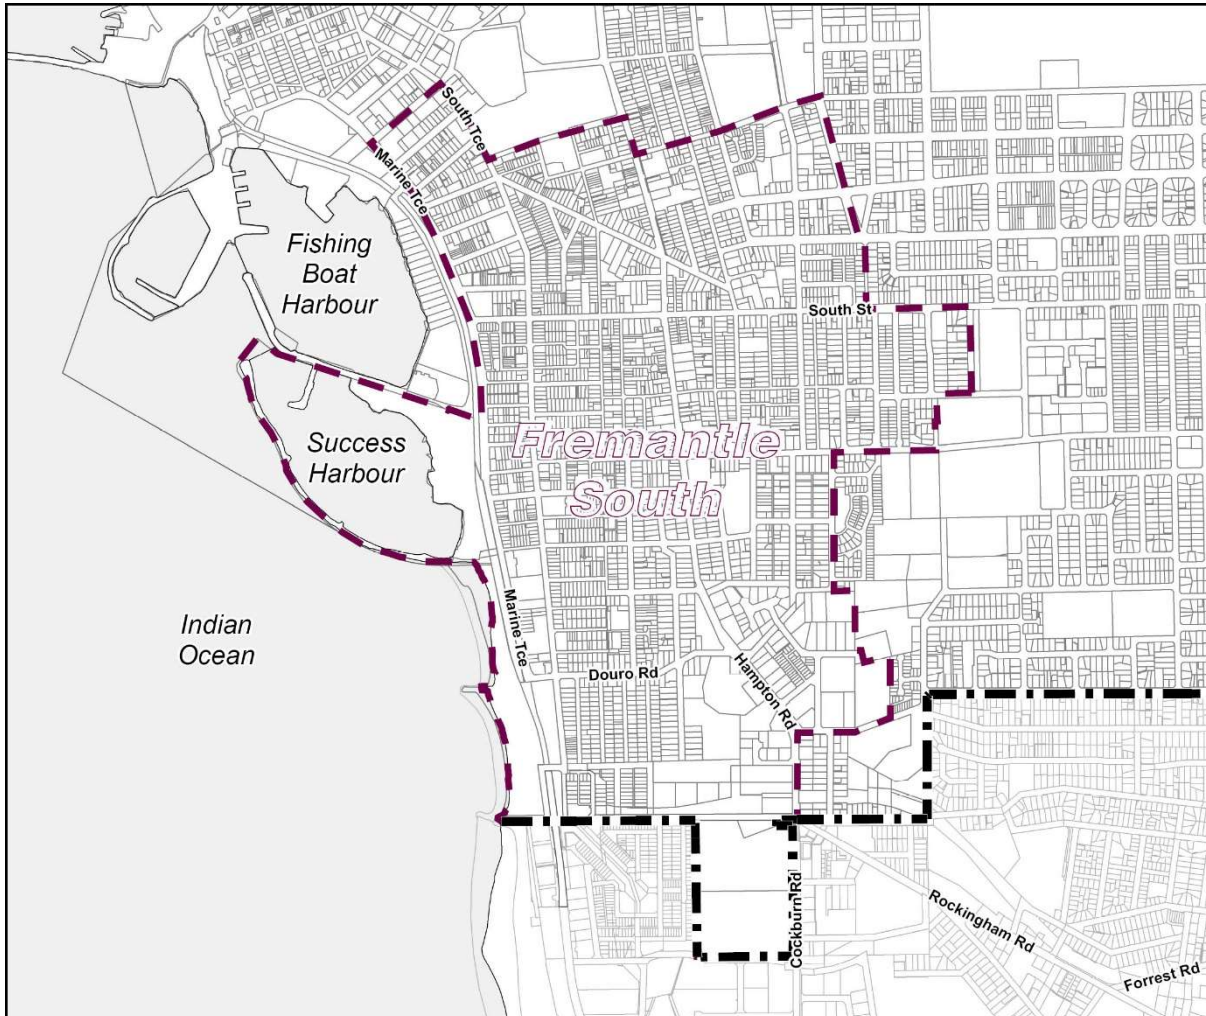 South Tce
Marine Tce
Fishing
Boat
Harbour
South St
Success
Harbour
Fremantle
South
Indian
Ocean
Marine Tce
Douro Rd
Hampton Rd
Cockburn Rd
Rockingham Rd
Forrest Rd